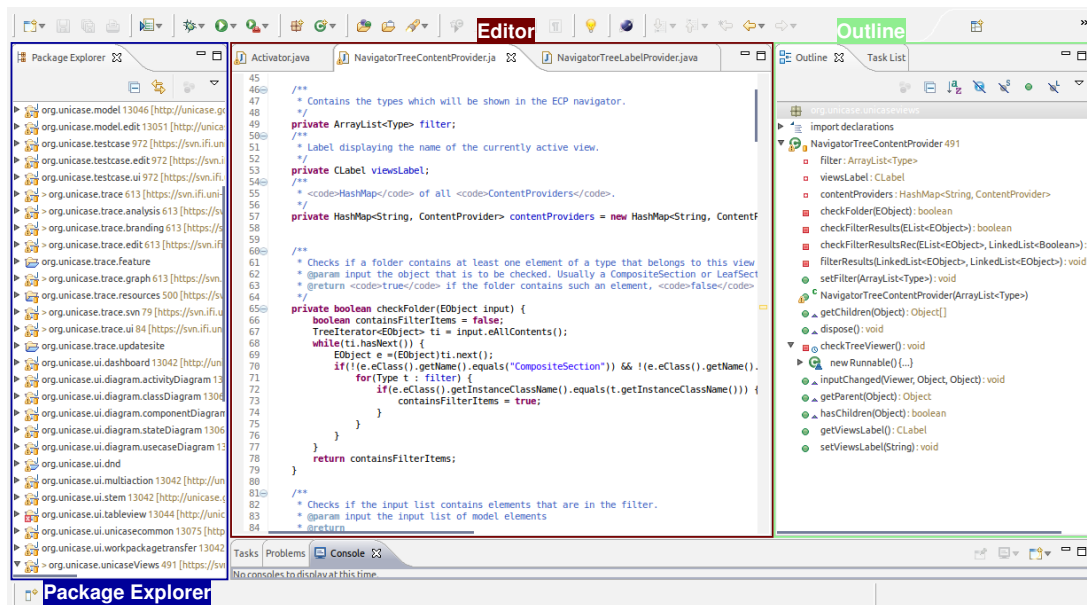 Editor
Outline
Package Explorer
org.unicase.model 13046 [http://unicase.go
org.unicase.model.edit 13051 [http://unica
org.unicase.testcase 972 [https://svn.ifi.un
org.unicase.testcase.edit 972 [https://svn.i
org.unicase.testcase.ui 972 [https://svn.ifi.
> org.unicase.trace 613 [https://svn.ifi.uni-
> org.unicase.trace.analysis 613 [https://sv
> org.unicase.trace.branding 613 [https://s
> org.unicase.trace.edit 613 [https://svn.ifi
org.unicase.trace.feature
> org.unicase.trace.graph 613 [https://svn.
> org.unicase.trace.resources 500 [https://sv
> org.unicase.trace.svn 79 [https://svn.ifi.u
> org.unicase.trace.ui 84 [https://svn.ifi.un
org.unicase.trace.updatesite
org.unicase.ui.dashboard 13042 [http://un
org.unicase.ui.diagram.activityDiagram 13
org.unicase.ui.diagram.classDiagram 1306
org.unicase.ui.diagram.componentDiagram
org.unicase.ui.diagram.stateDiagram 1306
org.unicase.ui.diagram.usecaseDiagram 13
org.unicase.ui.dnd
org.unicase.ui.multiaction 13042 [http://un
org.unicase.ui.stem 13042 [http://unicase.g
org.unicase.ui.tableview 13044 [http://unic
org.unicase.ui.unicasecommon 13075 [http
org.unicase.ui.workpackagetransfer 13042
> org.unicase.unicaseViews 491 [https://svn
Activator.java NavigatorTreeContentProvider.ja NavigatorTreeLabelProvider.java
45
46 /**
47 * Contains the types which will be shown in the ECP navigator.
48 */
49 private ArrayList<Type> filter;
50 /**
51 * Label displaying the name of the currently active view.
52 */
53 private CLabel viewsLabel;
54 /**
55 * <code>HashMap</code> of all <code>ContentProviders</code>.
56 */
57 private HashMap<String, ContentProvider> contentProviders = new HashMap<String, ContentF
58
59
60 /**
61 * Checks if a folder contains at least one element of a type that belongs to this view
62 * @param input the object that is to be checked. Usually a CompositeSection or LeafSect
63 * @return <code>true</code> if the folder contains such an element, <code>false</code>
64 */
65 private boolean checkFolder(EObject input) {
66 boolean containsFilterItems = false;
67 TreeIterator<EObject> ti = input.eAllContents();
68 while(ti.hasNext()) {
69 EObject e =(EObject)ti.next();
70 if(!(e.eClass().getName().equals("CompositeSection")) && !(e.eClass().getName().
71 for(Type t : filter) {
72 if(e.eClass().getInstanceClassName().equals(t.getInstanceClassName())) {
73 containsFilterItems = true;
74 }
75 }
76 }
77 }
78 return containsFilterItems;
79 }
80
81 /**
82 * Checks if the input list contains elements that are in the filter.
83 * @param input the input list of model elements
84 * @return
Outline Task List
org.unicase.unicaseviews
import declarations
NavigatorTreeContentProvider 491
filter : ArrayList<Type>
viewsLabel : CLabel
contentProviders : HashMap<String, ContentProvider>
checkFolder(EObject) : boolean
checkFilterResults(EList<EObject>) : boolean
checkFilterResultsRec(EList<EObject>, LinkedList<Boolean>) :
filterResults(LinkedList<EObject>, LinkedList<EObject>) : void
setFilter(ArrayList<Type>) : void
NavigatorTreeContentProvider(ArrayList<Type>)
getChildren(Object) : Object[]
dispose() : void
checkTreeViewer() : void
new Runnable() {...}
inputChanged(Viewer, Object, Object) : void
getParent(Object) : Object
hasChildren(Object) : boolean
getViewsLabel() : CLabel
setViewsLabel(String) : void
Tasks Problems Console
No consoles to display at this time.
Package Explorer